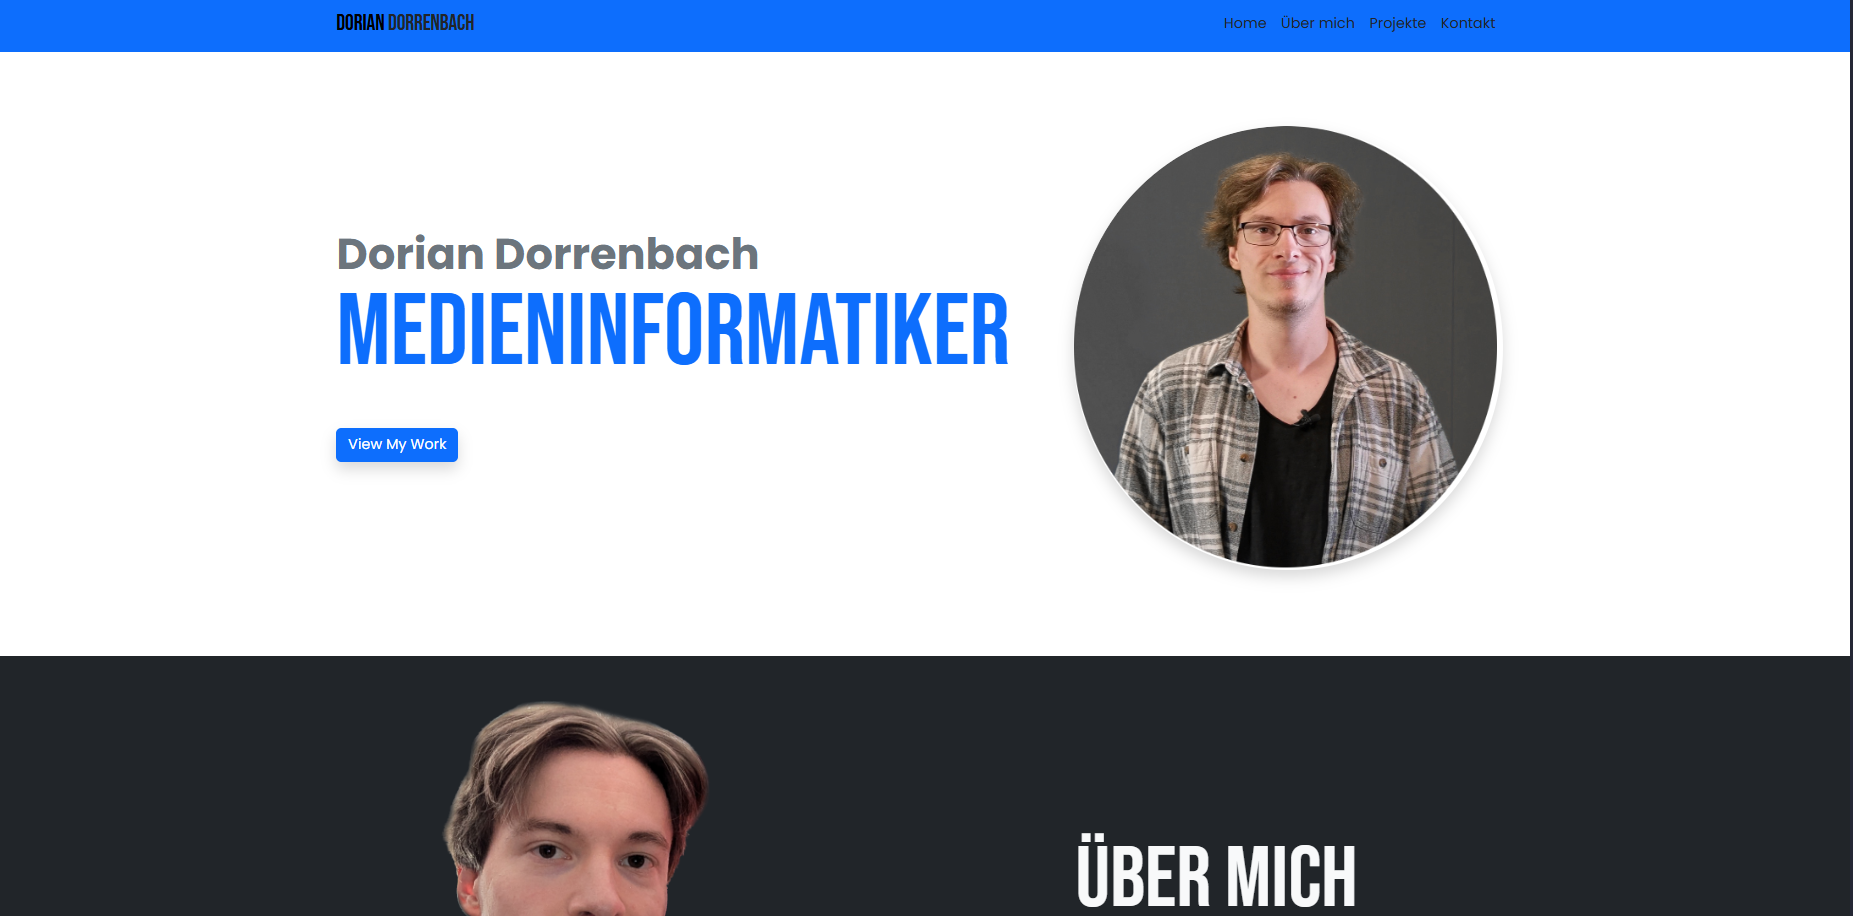 DORIAN DORRENBACH
Home Über mich Projekte Kontakt
Dorian Dorrenbach
MEDIENINFORMATIKER
View My Work
ÜBER MICH